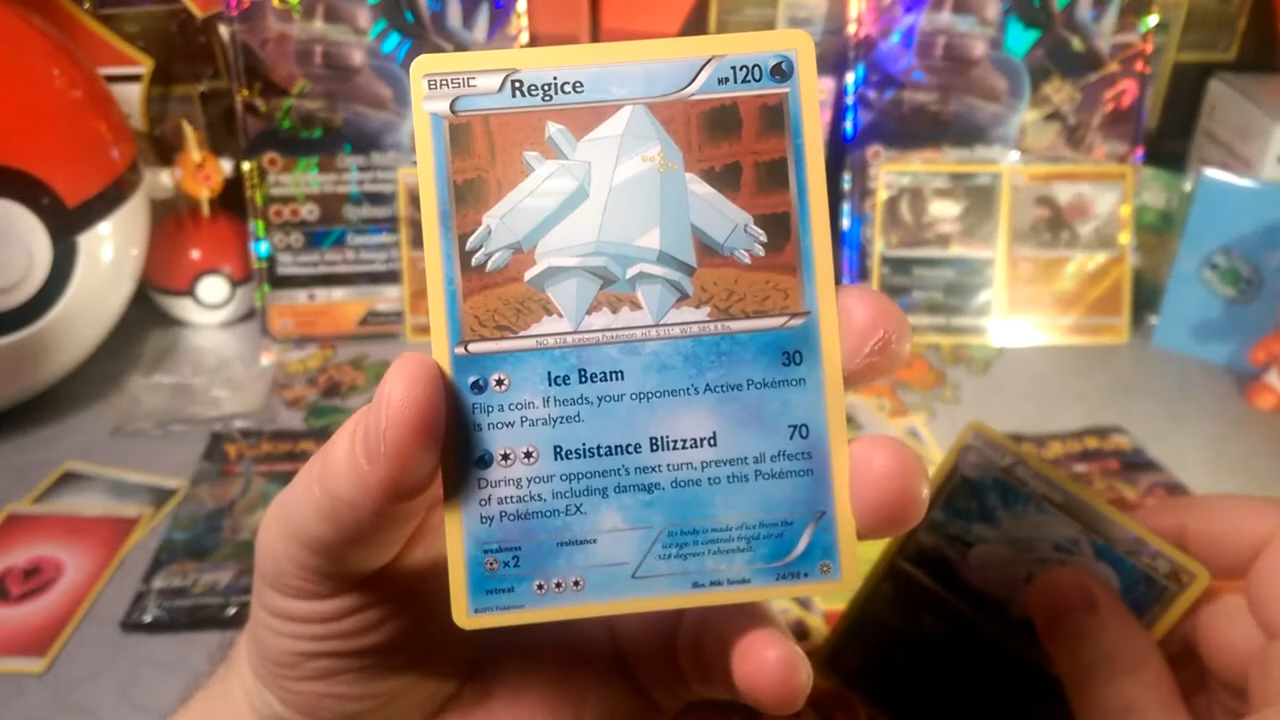 BASIC Regice HP120
NO. 378 Iceberg Pokémon HT: 5'11" WT: 385.8 lbs.
Ice Beam 30
Flip a coin. If heads, your opponent's Active Pokémon
is now Paralyzed.
Resistance Blizzard 70
During your opponent's next turn, prevent all effects
of attacks, including damage, done to this Pokémon
by Pokémon-EX.
weakness resistance
×2
Its body is made of ice from the
ice age. It controls frigid air of
-328 degrees Fahrenheit.
retreat
Illus. Miki Tanaka 24/98
©2015 Pokémon